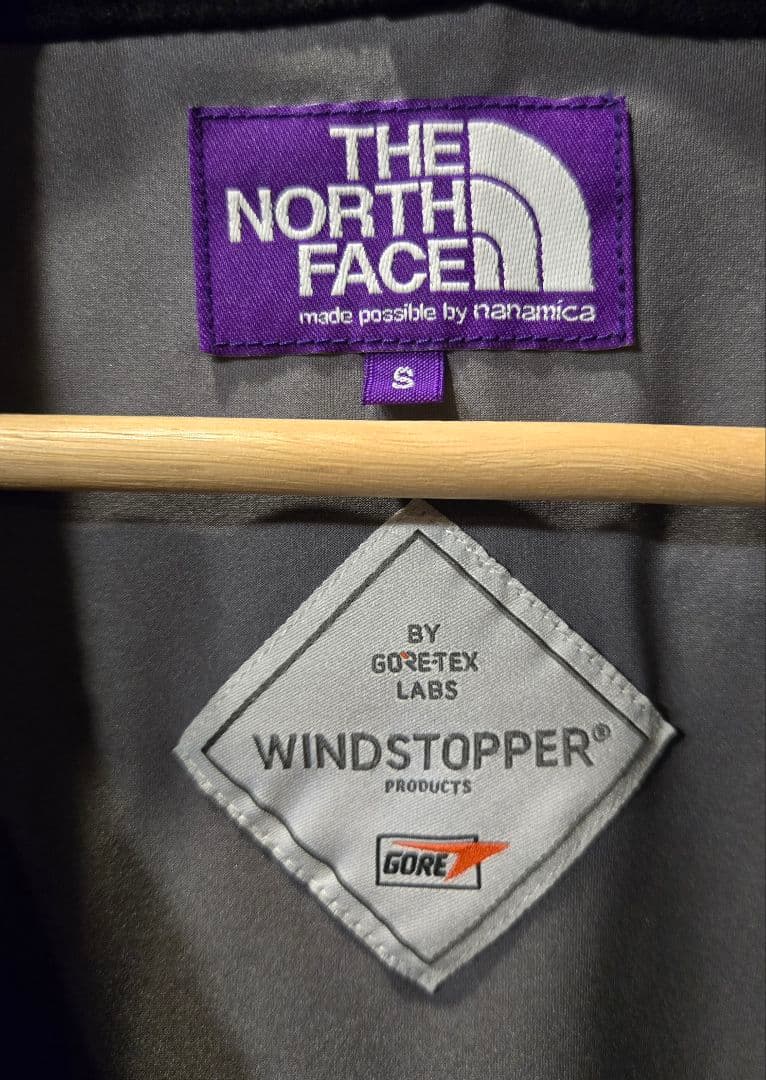 THE
NORTH
FACE
made possible by nanamica
S
BY
GORE-TEX
LABS
WINDSTOPPER®
PRODUCTS
GORE